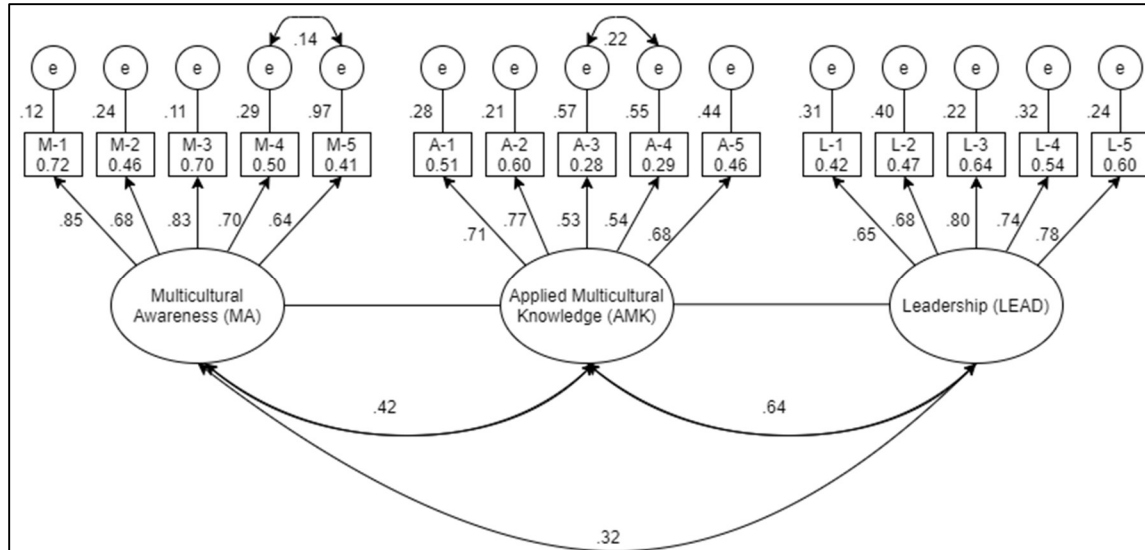 .14
.22
e e e e e e e e e e e e e e e
.12 .24 .11 .29 .97 .28 .21 .57 .55 .44 .31 .40 .22 .32 .24
M-1 M-2 M-3 M-4 M-5 A-1 A-2 A-3 A-4 A-5 L-1 L-2 L-3 L-4 L-5
0.72 0.46 0.70 0.50 0.41 0.51 0.60 0.28 0.29 0.46 0.42 0.47 0.64 0.54 0.60
.85 .68 .83 .70 .64 .71 .77 .53 .54 .68 .65 .68 .80 .74 .78
Multicultural
Awareness (MA)
Applied Multicultural
Knowledge (AMK)
Leadership (LEAD)
.42
.64
.32